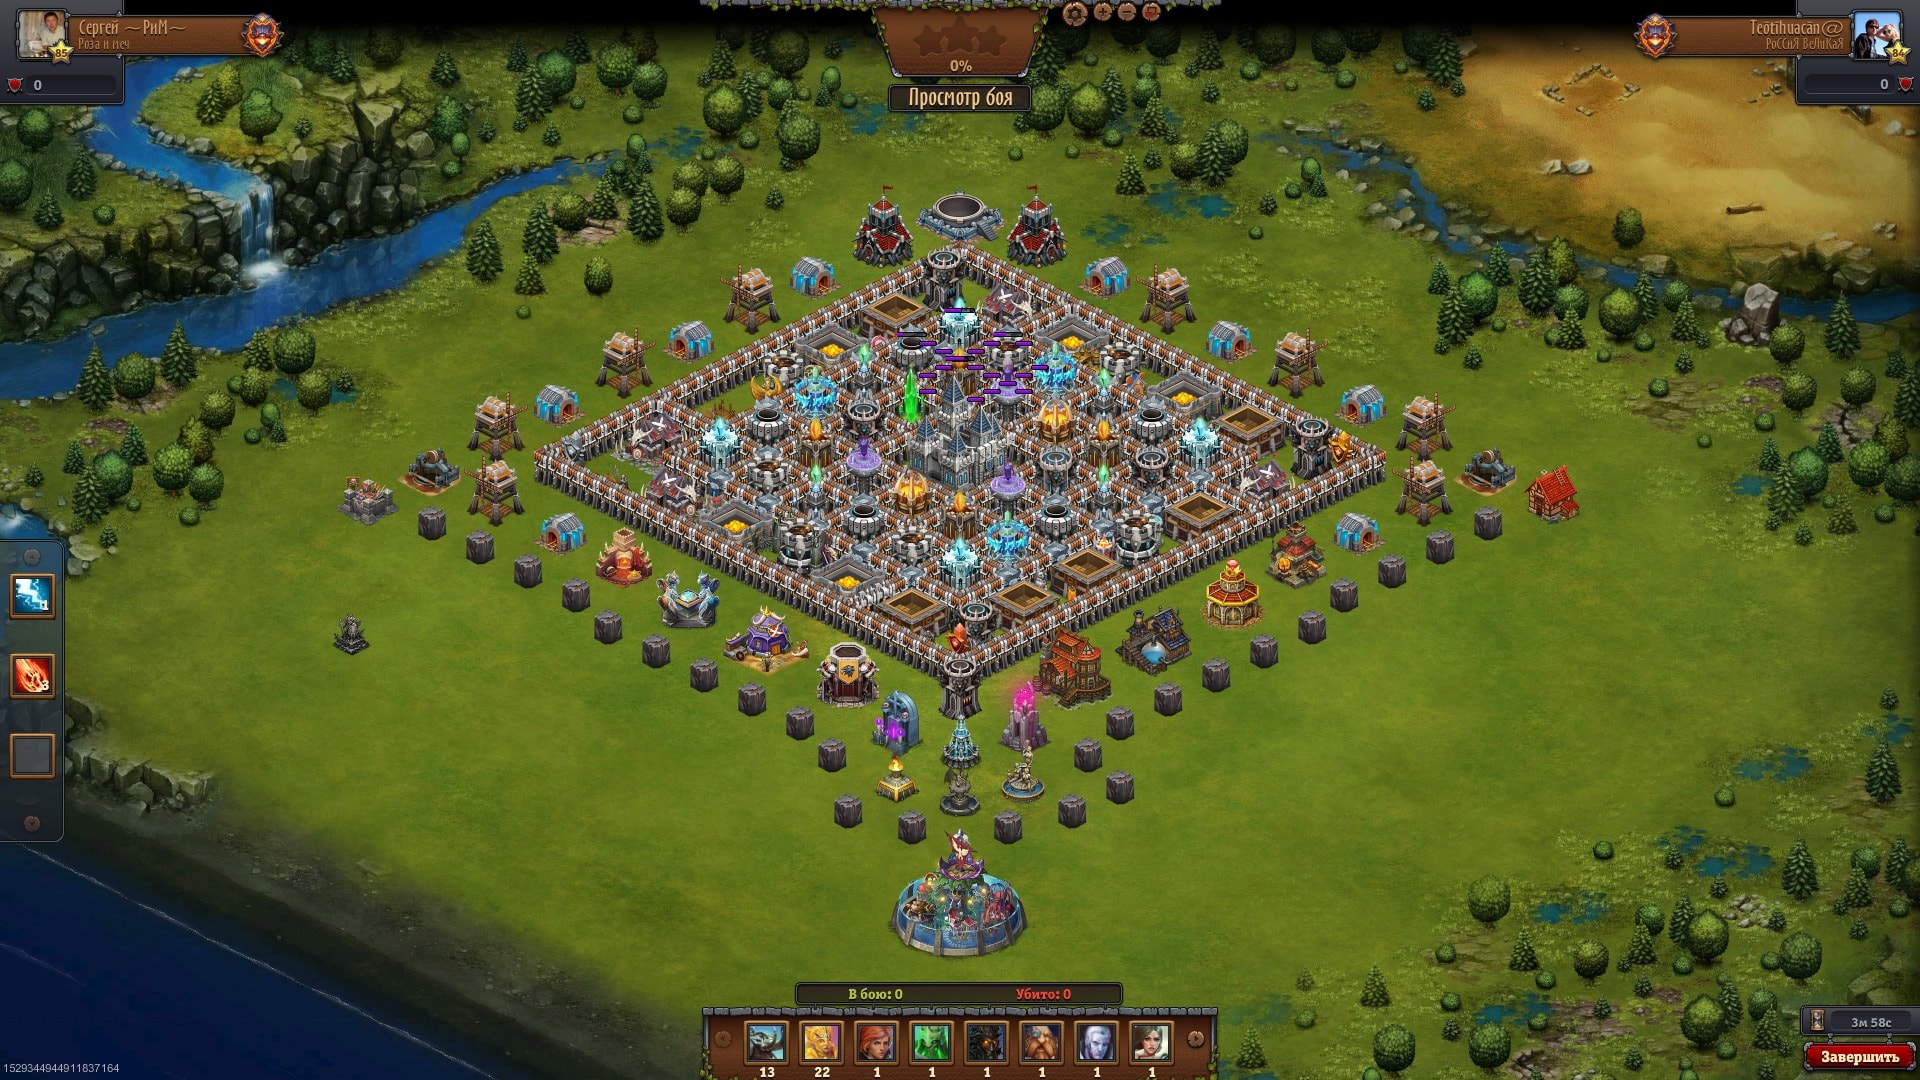 Сергей ~РиМ~
Роза и меч
85
0
0%
Просмотр боя
Teōtīhuacān@
РоССиЯ ВеЛиКаЯ
84
0
1
3
В бою: 0
Убито: 0
13
22
1
1
1
1
1
1
3м 58с
Завершить
1529344944911837164